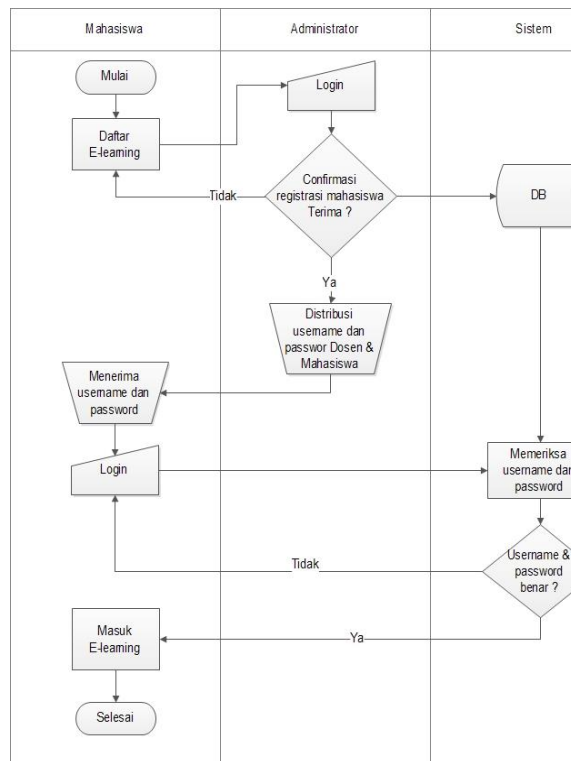 Mahasiswa
Administrator
Sistem
Mulai
Login
Daftar
E-learning
Confirmasi
registrasi mahasiswa
Terima ?
Tidak
DB
Ya
Distribusi
username dan
passwor Dosen &
Mahasiswa
Menerima
username dan
password
Login
Memeriksa
username dan
password
Username &
password
benar ?
Tidak
Ya
Masuk
E-learning
Selesai